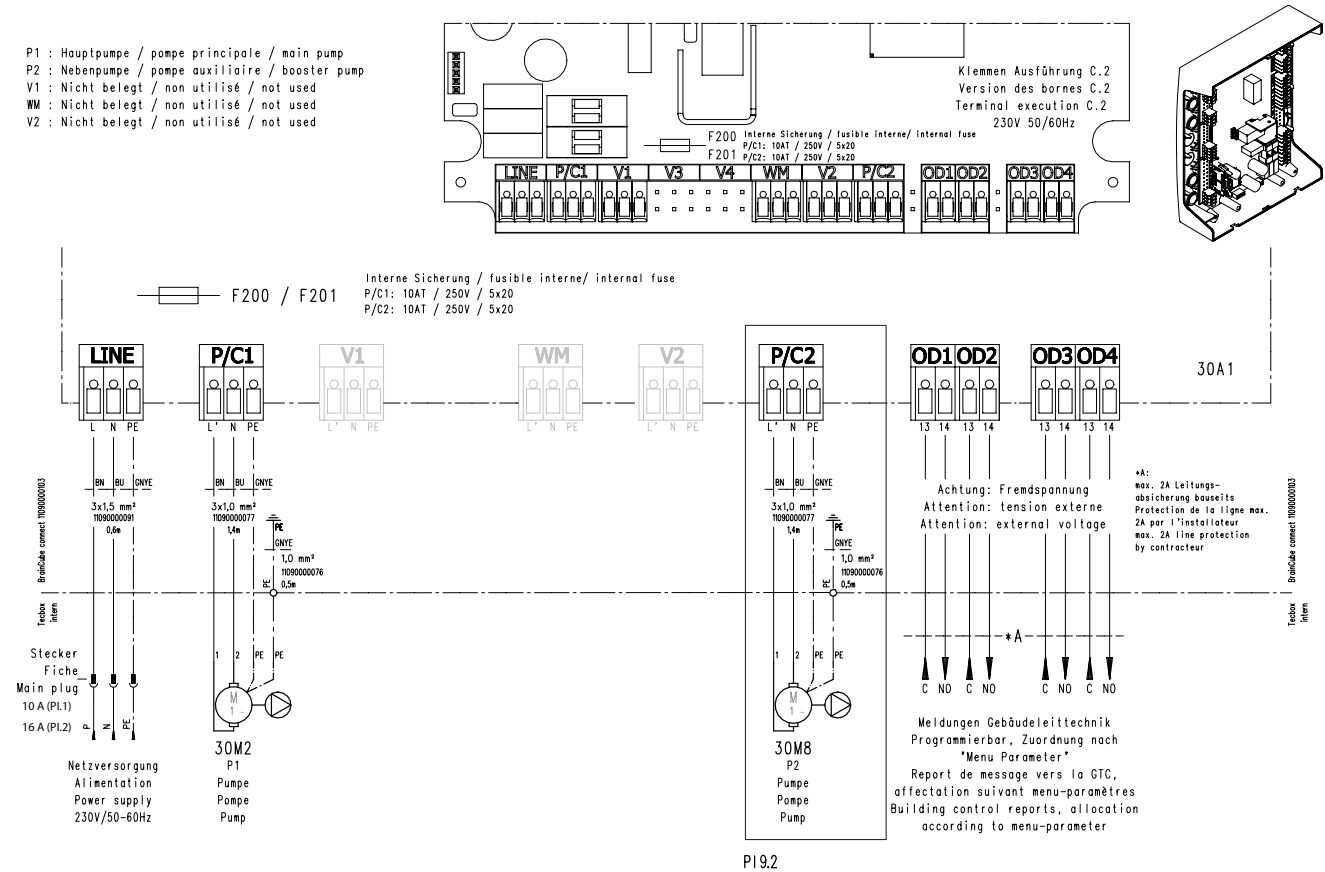 P1 : Hauptpumpe / pompe principale / main pump
P2 : Nebenpumpe / pompe auxiliaire / booster pump
V1 : Nicht belegt / non utilisé / not used
WM : Nicht belegt / non utilisé / not used
V2 : Nicht belegt / non utilisé / not used
Klemmen Ausführung C.2
Version des bornes C.2
Terminal execution C.2
230V 50/60Hz
F200 Interne Sicherung / fusible interne/ internal fuse
P/C1: 10AT / 250V / 5x20
F201 P/C2: 10AT / 250V / 5x20
LINE P/C1 V1 V3 V4 WM V2 P/C2 OD1 OD2 OD3 OD4
F200 / F201
Interne Sicherung / fusible interne/ internal fuse
P/C1: 10AT / 250V / 5x20
P/C2: 10AT / 250V / 5x20
LINE P/C1 V1 WM V2 P/C2 OD1 OD2 OD3 OD4
30A1
L N PE L' N PE L' N PE L' N PE L' N PE L' N PE 13 14 13 14 13 14 13 14
BN BU GNYE
3x1,5 mm²
11090000091
0,6m
BN BU GNYE
3x1,0 mm²
11090000077
1,4m
PE
GNYE
1,0 mm²
11090000076
0,5m
PE
BN BU GNYE
3x1,0 mm²
11090000077
1,4m
PE
GNYE
1,0 mm²
11090000076
0,5m
PE
Achtung: Fremdspannung
Attention: tension externe
Attention: external voltage
*A:
max. 2A Leitungs-
absicherung bauseits
Protection de la ligne max.
2A par l'installateur
max. 2A line protection
by contracteur
BrainCube connect 11090000103
Tecbox
intern
BrainCube connect 11090000103
Tecbox
intern
Stecker
Fiche
Main plug
10 A (PI.1)
16 A (PI.2)
P N PE
Netzversorgung
Alimentation
Power supply
230V/50-60Hz
1 2 PE PE
M
1 ~
30M2
P1
Pumpe
Pompe
Pump
1 2 PE PE
M
1 ~
30M8
P2
Pumpe
Pompe
Pump
*A
C NO C NO C NO C NO
Meldungen Gebäudeleittechnik
Programmierbar, Zuordnung nach
"Menu Parameter"
Report de message vers la GTC,
affectation suivant menu-paramètres
Building control reports, allocation
according to menu-parameter
PI 9.2